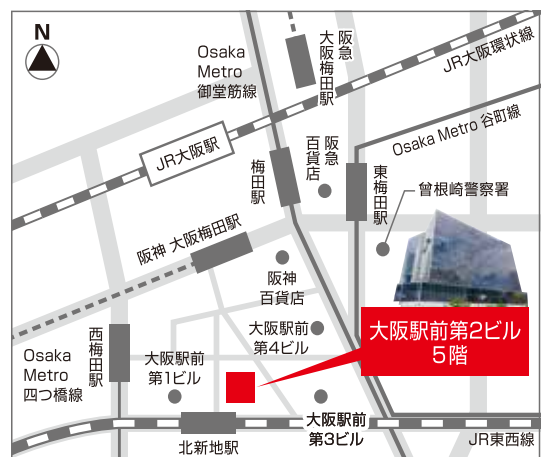 N
Osaka
Metro
御堂筋線
阪急
大阪梅田駅
JR大阪環状線
JR大阪駅
梅田駅
阪急
百貨店
東梅田駅
Osaka Metro 谷町線
曾根崎警察署
阪神 大阪梅田駅
阪神
百貨店
大阪駅前
第4ビル
大阪駅前第2ビル
5階
西梅田駅
Osaka
Metro
四つ橋線
大阪駅前
第1ビル
大阪駅前
第3ビル
北新地駅
JR東西線